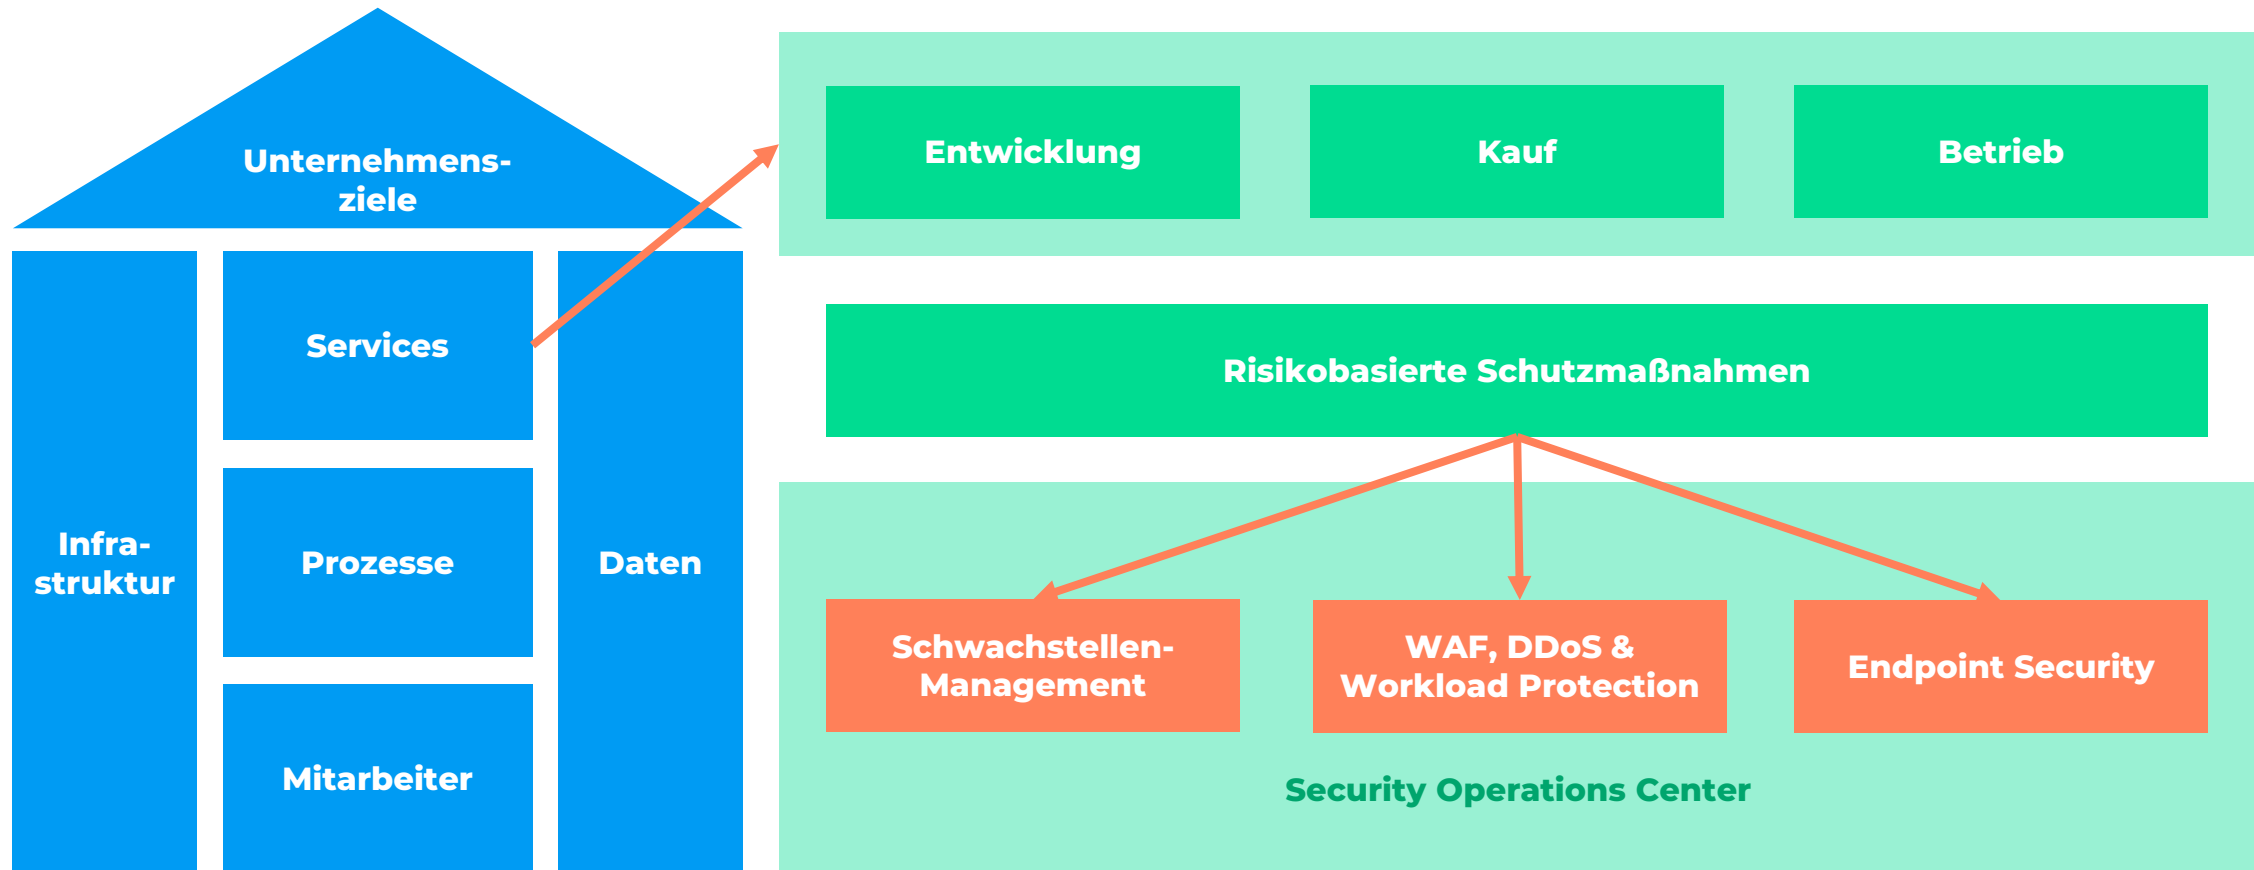 Unternehmens-
ziele
Infra-
struktur
Services
Prozesse
Mitarbeiter
Daten
Entwicklung
Kauf
Betrieb
Risikobasierte Schutzmaßnahmen
Schwachstellen-
Management
WAF, DDoS &
Workload Protection
Endpoint Security
Security Operations Center